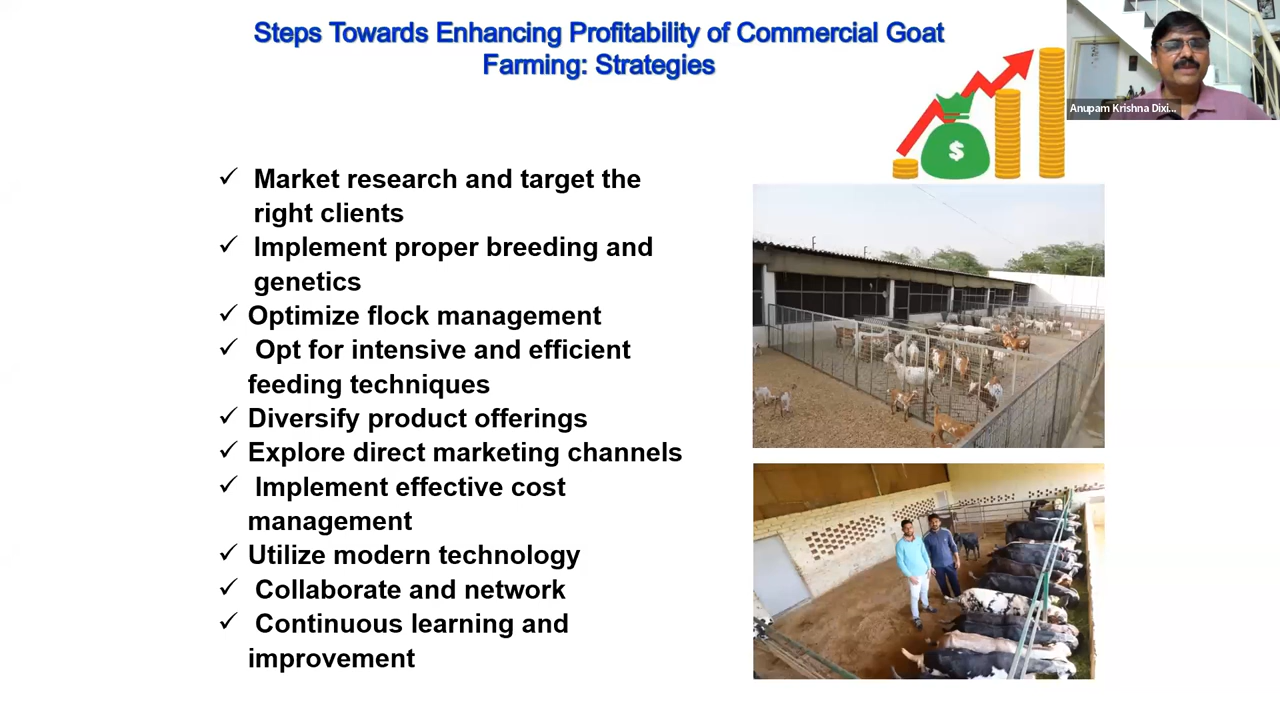 Steps Towards Enhancing Profitability of Commercial Goat
Farming: Strategies
Anupam Krishna Dixi...
$
✓ Market research and target the
right clients
✓ Implement proper breeding and
genetics
✓ Optimize flock management
✓ Opt for intensive and efficient
feeding techniques
✓ Diversify product offerings
✓ Explore direct marketing channels
✓ Implement effective cost
management
✓ Utilize modern technology
✓ Collaborate and network
✓ Continuous learning and
improvement